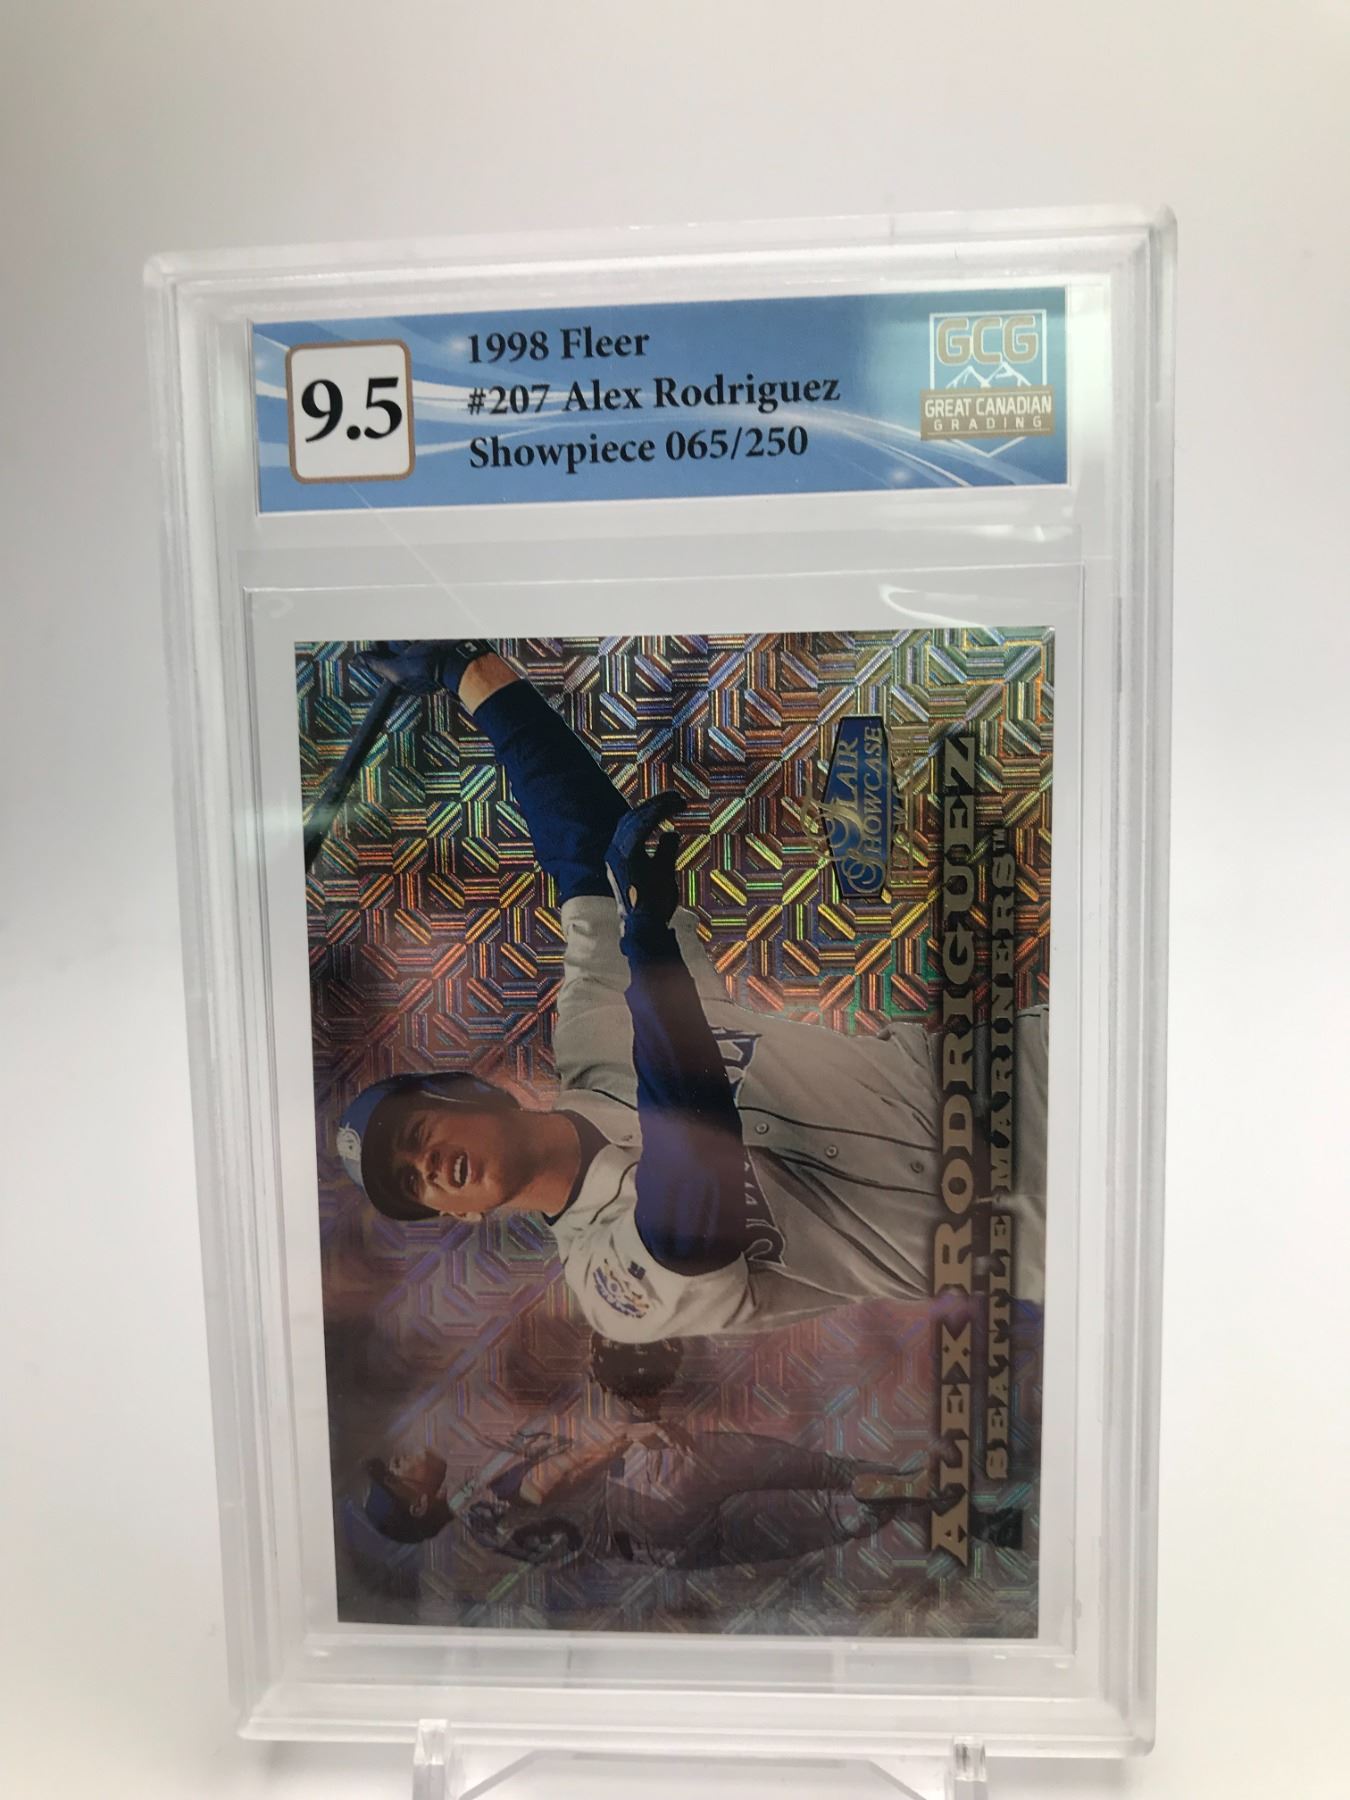 9.5
1998 Fleer
#207 Alex Rodriguez
Showpiece 065/250
GCG
GREAT CANADIAN
GRADING
FLAIR
SHOWCASE
ALEX RODRIGUEZ
SEATTLE MARINERS™